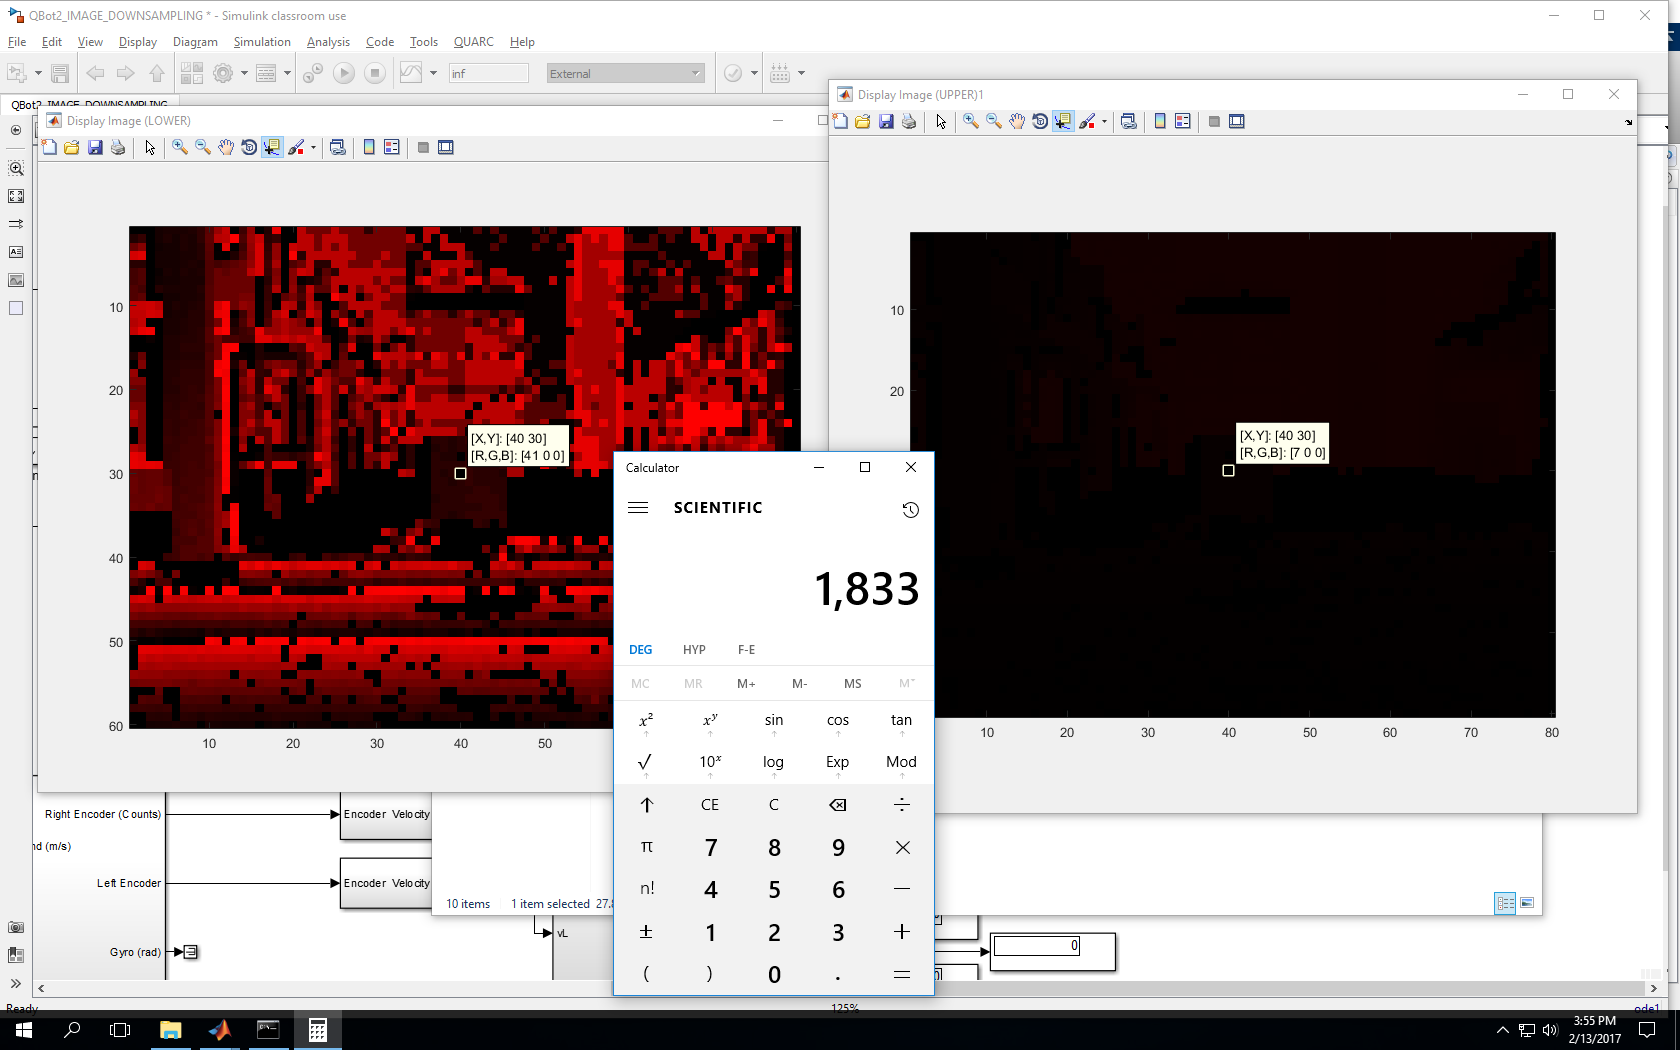 QBot2_IMAGE_DOWNSAMPLING * - Simulink classroom use
File Edit View Display Diagram Simulation Analysis Code Tools QUARC Help
inf
External
QBot2_IMAGE_DOWNSAMPLING
Display Image (LOWER)
10
20
30
40
50
60
10 20 30 40 50
[X,Y]: [40 30]
[R,G,B]: [41 0 0]
Display Image (UPPER)1
10
20
[X,Y]: [40 30]
[R,G,B]: [7 0 0]
10 20 30 40 50 60 70 80
Calculator
SCIENTIFIC
1,833
DEG HYP F-E
MC MR M+ M- MS M˅
x² xʸ sin cos tan
√ 10ˣ log Exp Mod
↑ CE C ⌫ ÷
π 7 8 9 ×
n! 4 5 6 −
± 1 2 3 +
( ) 0 . =
Right Encoder (Counts)
Encoder Velocity
nd (m/s)
Left Encoder
Encoder Velocity
Gyro (rad)
10 items 1 item selected 27.8
vL
0
Ready
125%
ode1
3:55 PM
2/13/2017